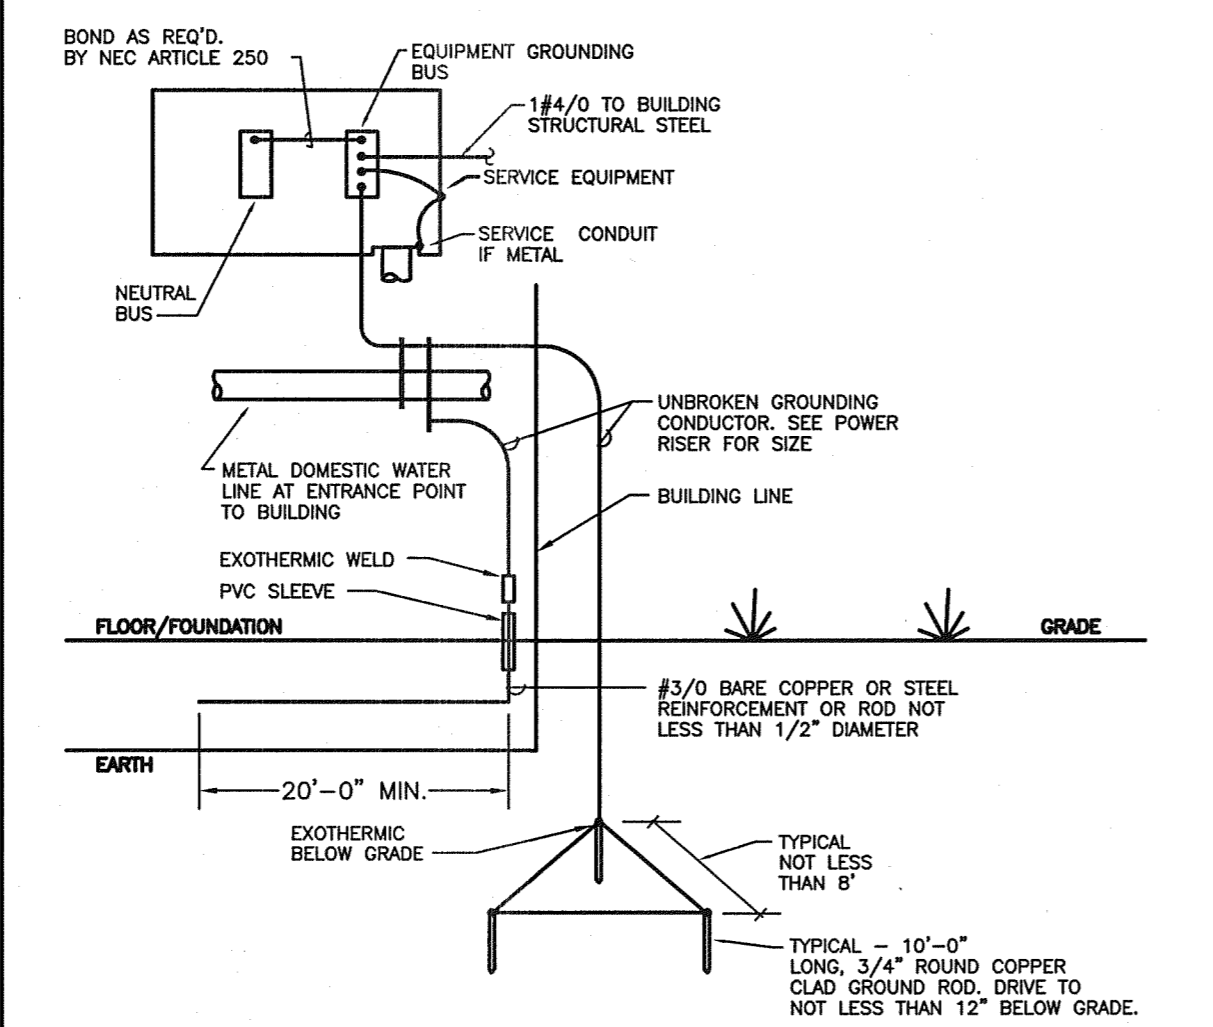 BOND AS REQ'D.
BY NEC ARTICLE 250
EQUIPMENT GROUNDING
BUS
1#4/0 TO BUILDING
STRUCTURAL STEEL
SERVICE EQUIPMENT
SERVICE CONDUIT
IF METAL
NEUTRAL
BUS
UNBROKEN GROUNDING
CONDUCTOR. SEE POWER
RISER FOR SIZE
METAL DOMESTIC WATER
LINE AT ENTRANCE POINT
TO BUILDING
BUILDING LINE
EXOTHERMIC WELD
PVC SLEEVE
FLOOR/FOUNDATION
GRADE
#3/0 BARE COPPER OR STEEL
REINFORCEMENT OR ROD NOT
LESS THAN 1/2" DIAMETER
EARTH
20'-0" MIN.
EXOTHERMIC
BELOW GRADE
TYPICAL
NOT LESS
THAN 8'
TYPICAL - 10'-0"
LONG, 3/4" ROUND COPPER
CLAD GROUND ROD. DRIVE TO
NOT LESS THAN 12" BELOW GRADE.